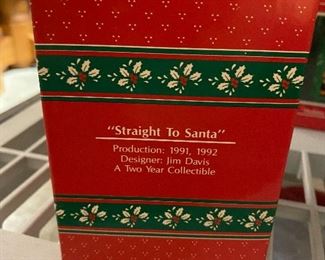 "Straight To Santa"
Production: 1991, 1992
Designer: Jim Davis
A Two Year Collectible